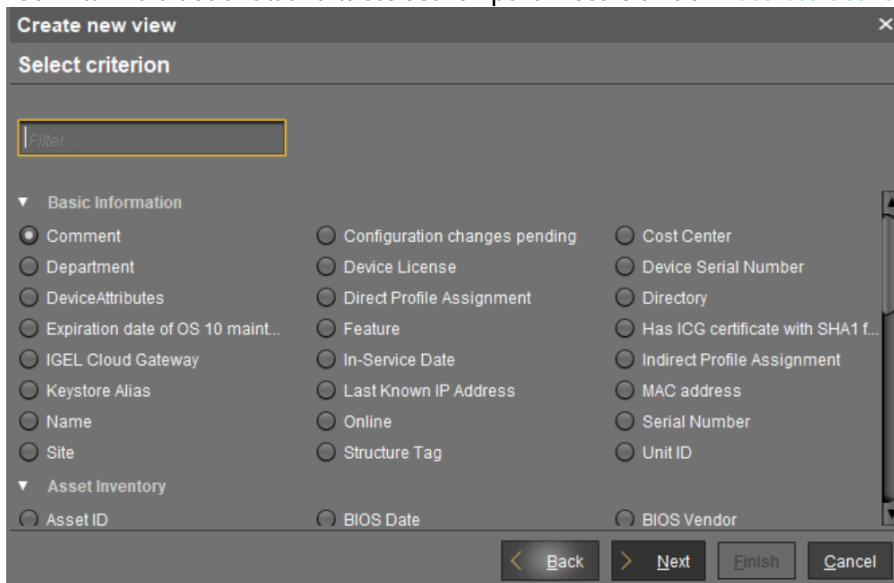 Create new view ×
Select criterion
Filter ...
▼ Basic Information
Comment Configuration changes pending Cost Center
Department Device License Device Serial Number
DeviceAttributes Direct Profile Assignment Directory
Expiration date of OS 10 maint... Feature Has ICG certificate with SHA1 f...
IGEL Cloud Gateway In-Service Date Indirect Profile Assignment
Keystore Alias Last Known IP Address MAC address
Name Online Serial Number
Site Structure Tag Unit ID
▼ Asset Inventory
Asset ID BIOS Date BIOS Vendor
Back Next Finish Cancel